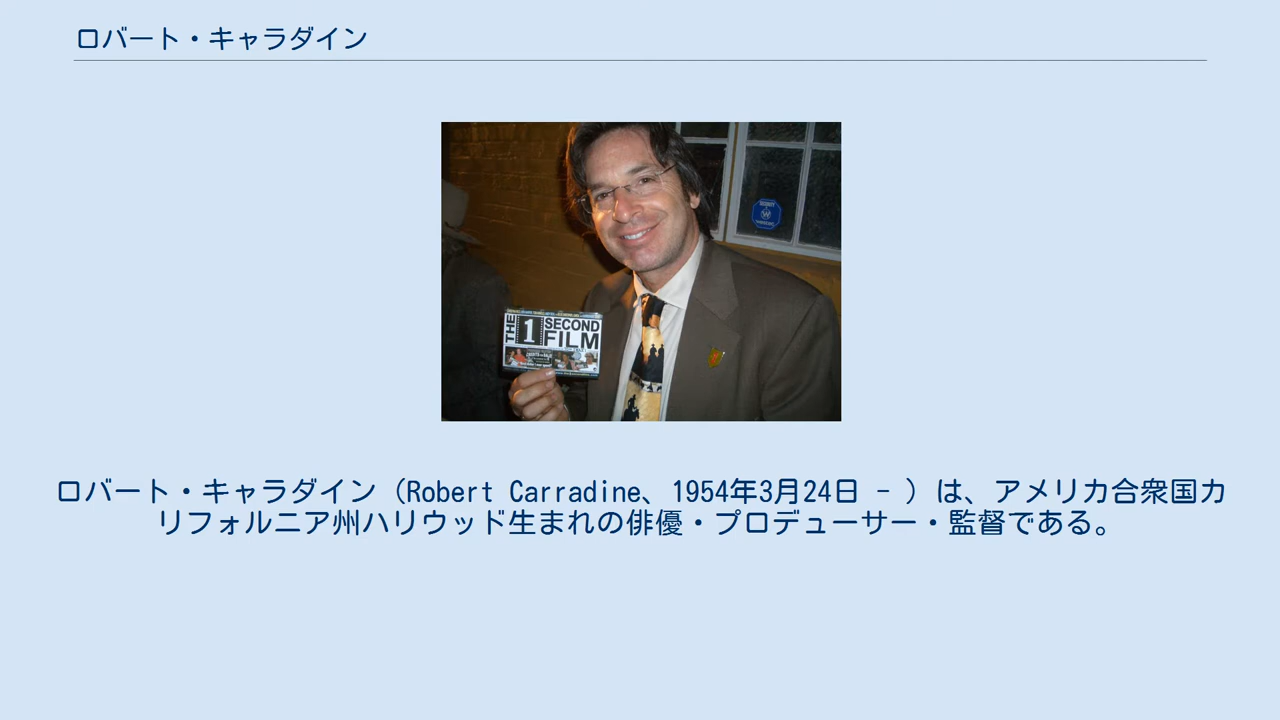 ロバート・キャラダイン
THE 1 SECOND FILM
ロバート・キャラダイン（Robert Carradine、1954年3月24日 - ）は、アメリカ合衆国カ
リフォルニア州ハリウッド生まれの俳優・プロデューサー・監督である。